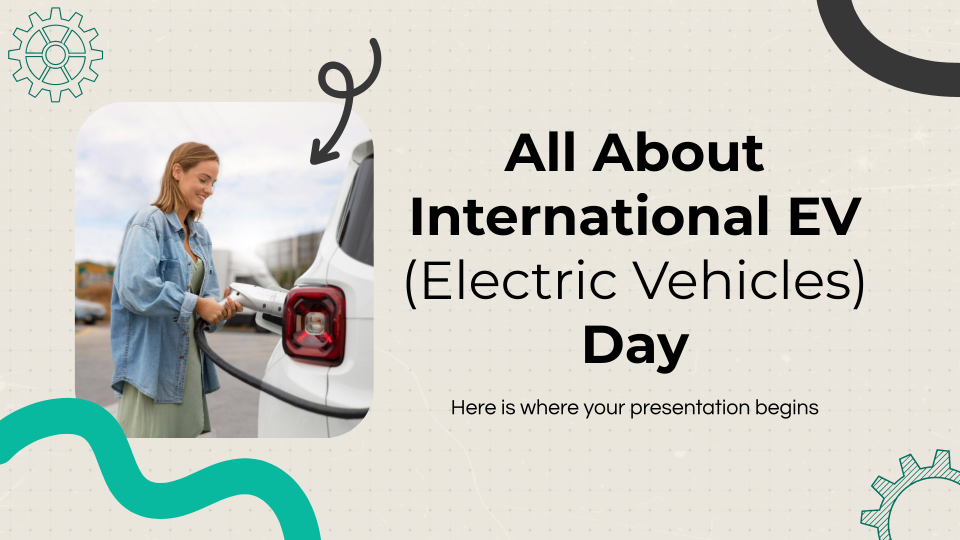 All About
International EV
(Electric Vehicles)
Day
Here is where your presentation begins